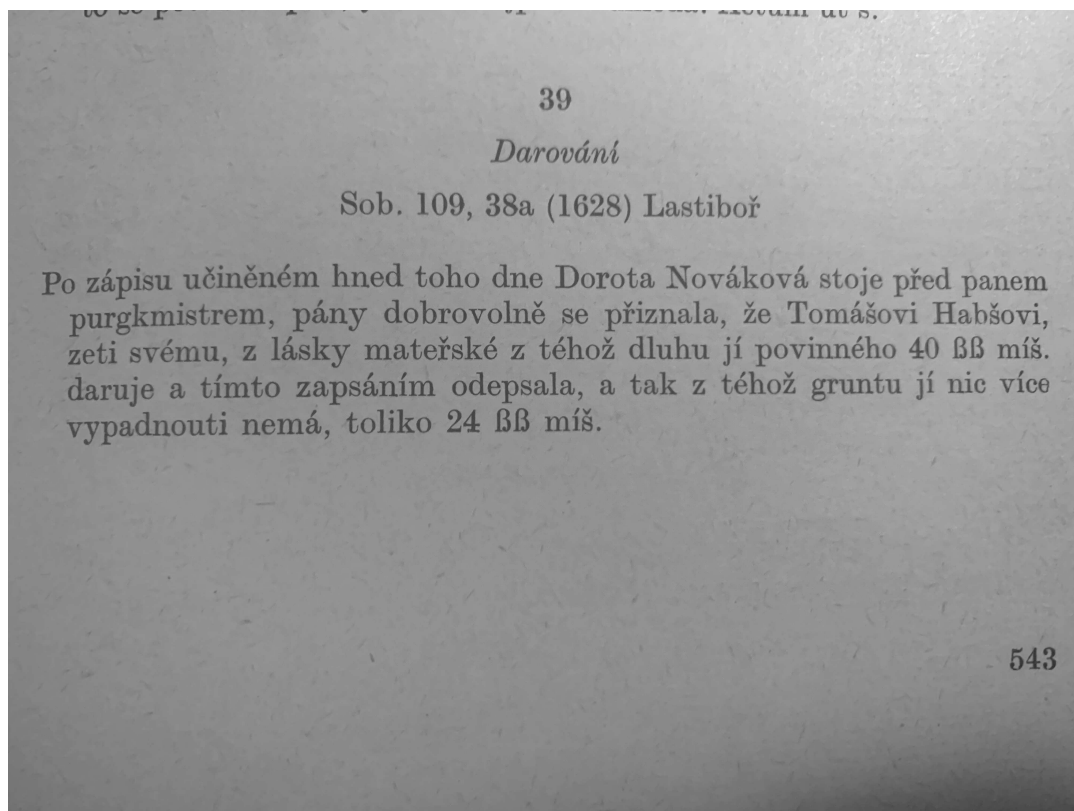 39
Darování
Sob. 109, 38a (1628) Lastiboř
Po zápisu učiněném hned toho dne Dorota Nováková stoje před panem
purgkmistrem, pány dobrovolně se přiznala, že Tomášovi Habšovi,
zeti svému, z lásky mateřské z téhož dluhu jí povinného 40 ßß míš.
daruje a tímto zapsáním odepsala, a tak z téhož gruntu jí nic více
vypadnouti nemá, toliko 24 ßß míš.
543